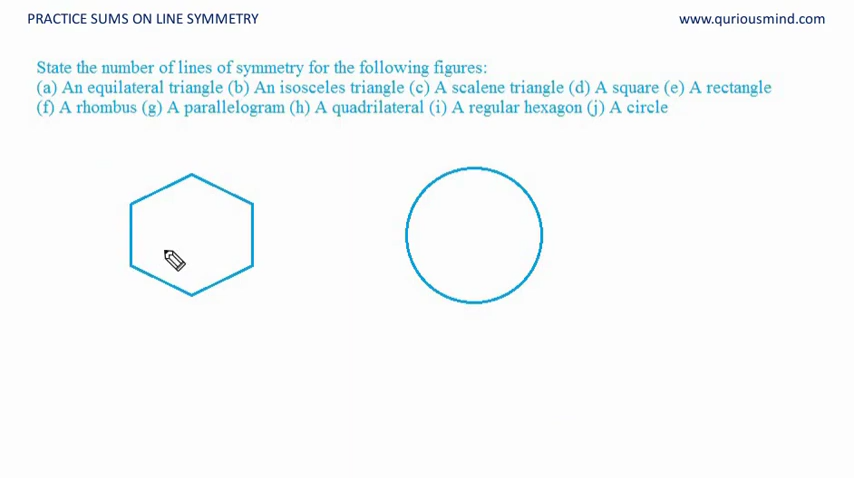 PRACTICE SUMS ON LINE SYMMETRY
www.quriousmind.com
State the number of lines of symmetry for the following figures:
(a) An equilateral triangle (b) An isosceles triangle (c) A scalene triangle (d) A square (e) A rectangle
(f) A rhombus (g) A parallelogram (h) A quadrilateral (i) A regular hexagon (j) A circle